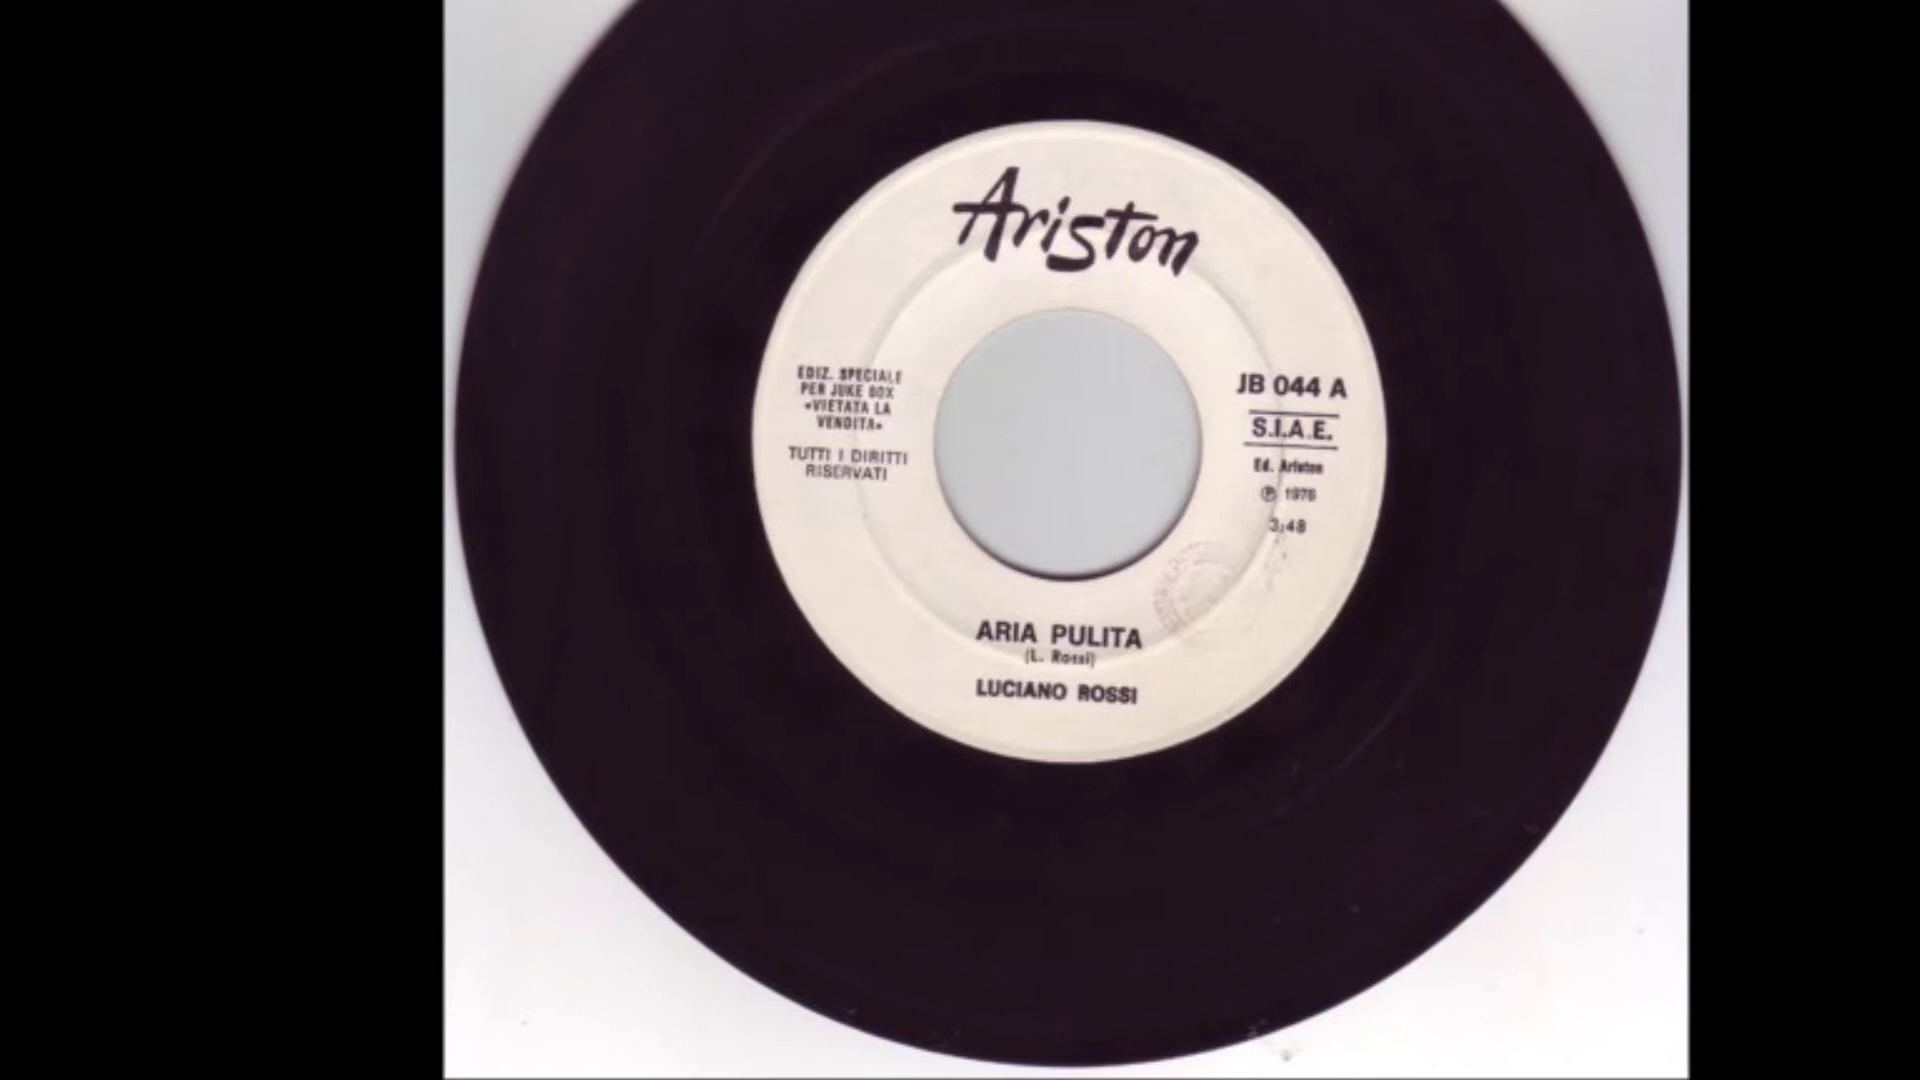 Ariston
EDIZ. SPECIALE
PER JUKE BOX
«VIETATA LA
VENDITA»
TUTTI I DIRITTI
RISERVATI
JB 044 A
S.I.A.E.
Ed. Ariston
℗ 1976
3:48
ARIA PULITA
(L. Rossi)
LUCIANO ROSSI